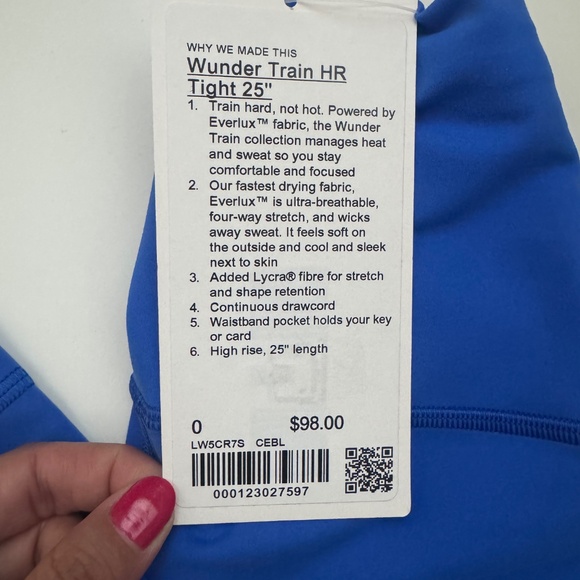 WHY WE MADE THIS
Wunder Train HR
Tight 25"
1. Train hard, not hot. Powered by
Everlux™ fabric, the Wunder
Train collection manages heat
and sweat so you stay
comfortable and focused
2. Our fastest drying fabric,
Everlux™ is ultra-breathable,
four-way stretch, and wicks
away sweat. It feels soft on
the outside and cool and sleek
next to skin
3. Added Lycra® fibre for stretch
and shape retention
4. Continuous drawcord
5. Waistband pocket holds your key
or card
6. High rise, 25" length
0 $98.00
LW5CR7S CEBL
000123027597